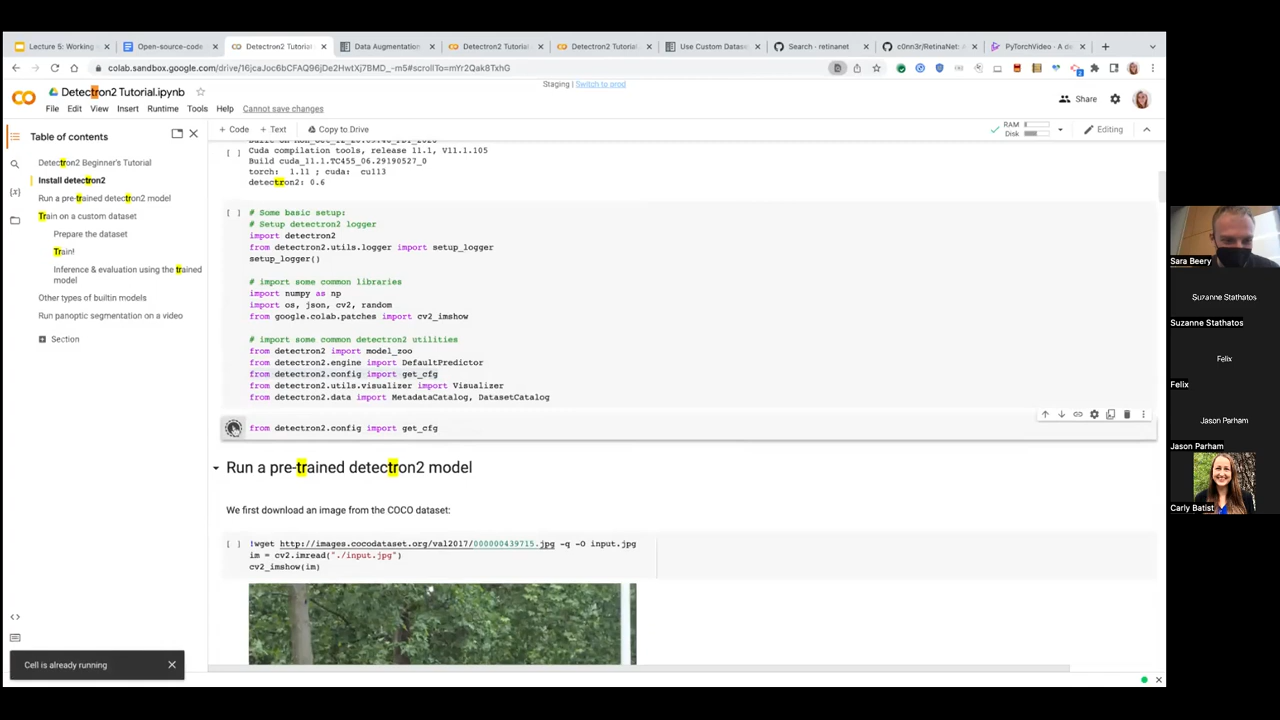 Lecture 5: Working
Open-source-code
Detectron2 Tutorial
Data Augmentation
Detectron2 Tutorial
Detectron2 Tutorial
Use Custom Datase
Search · retinanet
c0nn3r/RetinaNet: A
PyTorchVideo · A de
colab.sandbox.google.com/drive/16jcaJoc6bCFAQ96jDe2HwtXj7BMD_-m5#scrollTo=mYr2Qak8TxhG
Staging | Switch to prod
Detectron2 Tutorial.ipynb
File Edit View Insert Runtime Tools Help Cannot save changes
Share
Table of contents
+ Code + Text Copy to Drive
RAM
Disk
Editing
Detectron2 Beginner's Tutorial
Install detectron2
Run a pre-trained detectron2 model
Train on a custom dataset
Prepare the dataset
Train!
Inference & evaluation using the trained
model
Other types of builtin models
Run panoptic segmentation on a video
Section
Cuda compilation tools, release 11.1, V11.1.105
Build cuda_11.1.TC455_06.29190527_0
torch: 1.11 ; cuda: cu113
detectron2: 0.6
[ ] # Some basic setup:
# Setup detectron2 logger
import detectron2
from detectron2.utils.logger import setup_logger
setup_logger()
# import some common libraries
import numpy as np
import os, json, cv2, random
from google.colab.patches import cv2_imshow
# import some common detectron2 utilities
from detectron2 import model_zoo
from detectron2.engine import DefaultPredictor
from detectron2.config import get_cfg
from detectron2.utils.visualizer import Visualizer
from detectron2.data import MetadataCatalog, DatasetCatalog
from detectron2.config import get_cfg
Run a pre-trained detectron2 model
We first download an image from the COCO dataset:
[ ] !wget http://images.cocodataset.org/val2017/000000439715.jpg -q -O input.jpg
im = cv2.imread("./input.jpg")
cv2_imshow(im)
Cell is already running
Sara Beery
Suzanne Stathatos
Suzanne Stathatos
Felix
Felix
Jason Parham
Jason Parham
Carly Batist